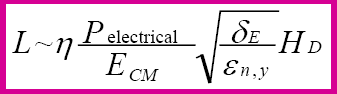 L~η P_electrical / E_CM √(δ_E / ε_n,y) H_D